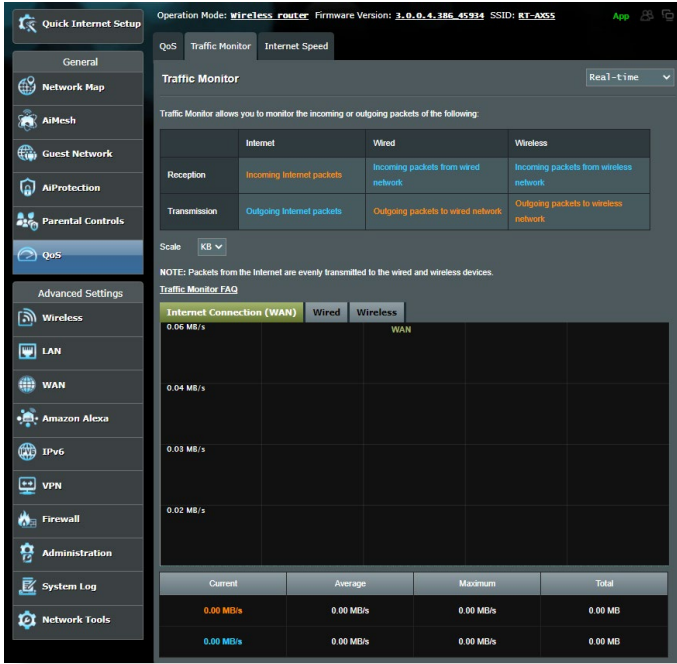 Quick Internet Setup
General
Network Map
AiMesh
Guest Network
AiProtection
Parental Controls
QoS
Advanced Settings
Wireless
LAN
WAN
Amazon Alexa
IPv6
VPN
Firewall
Administration
System Log
Network Tools
Operation Mode: Wireless router Firmware Version: 3.0.0.4.386_45934 SSID: RT-AX55 App
QoS Traffic Monitor Internet Speed
Traffic Monitor Real-time
Traffic Monitor allows you to monitor the incoming or outgoing packets of the following:
Internet Wired Wireless
Reception Incoming Internet packets Incoming packets from wired network Incoming packets from wireless network
Transmission Outgoing Internet packets Outgoing packets to wired network Outgoing packets to wireless network
Scale KB
NOTE: Packets from the Internet are evenly transmitted to the wired and wireless devices.
Traffic Monitor FAQ
Internet Connection (WAN) Wired Wireless
0.06 MB/s WAN
0.04 MB/s
0.03 MB/s
0.02 MB/s
Current Average Maximum Total
0.00 MB/s 0.00 MB/s 0.00 MB/s 0.00 MB
0.00 MB/s 0.00 MB/s 0.00 MB/s 0.00 MB